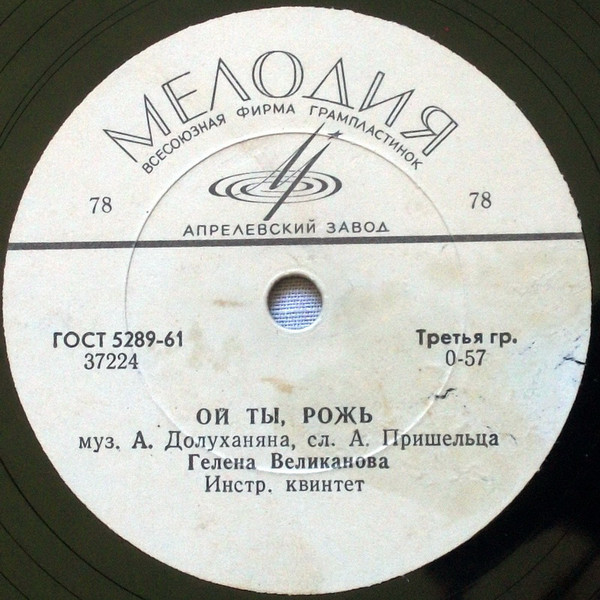 МЕЛОДИЯ
ВСЕСОЮЗНАЯ ФИРМА ГРАМПЛАСТИНОК
78
78
АПРЕЛЕВСКИЙ ЗАВОД
ГОСТ 5289-61
Третья гр.
37224
0-57
ОЙ ТЫ, РОЖЬ
муз. А. Долуханяна, сл. А. Пришельца
Гелена Великанова
Инстр. квинтет